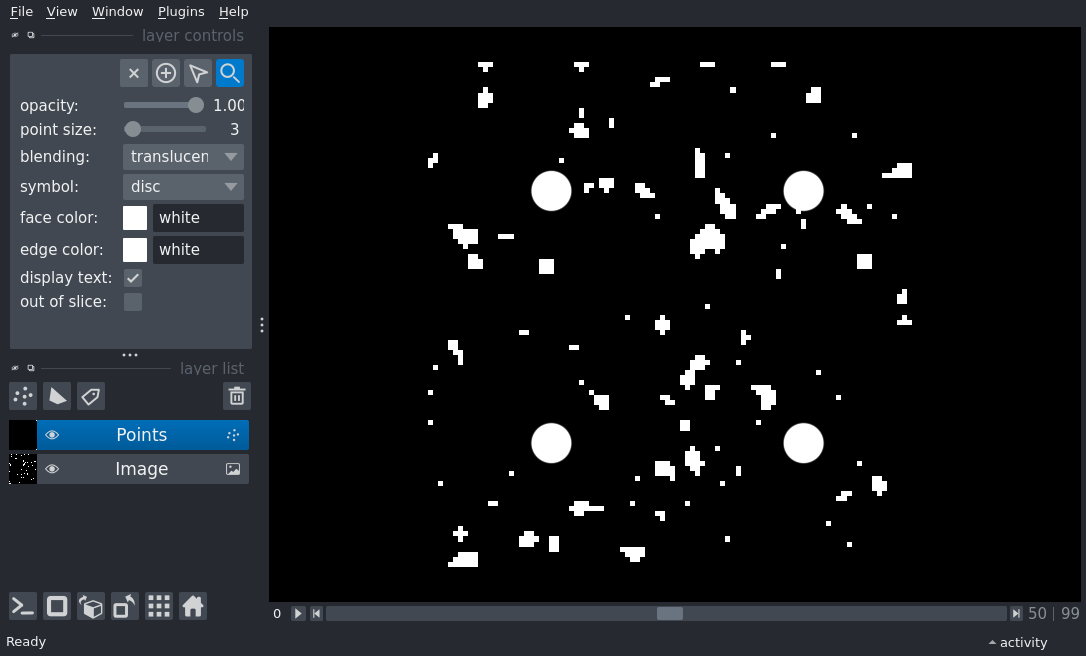 File View Window Plugins Help
layer controls
opacity: 1.00
point size: 3
blending: translucen
symbol: disc
face color: white
edge color: white
display text:
out of slice:
layer list
Points
Image
0 50 | 99
Ready activity